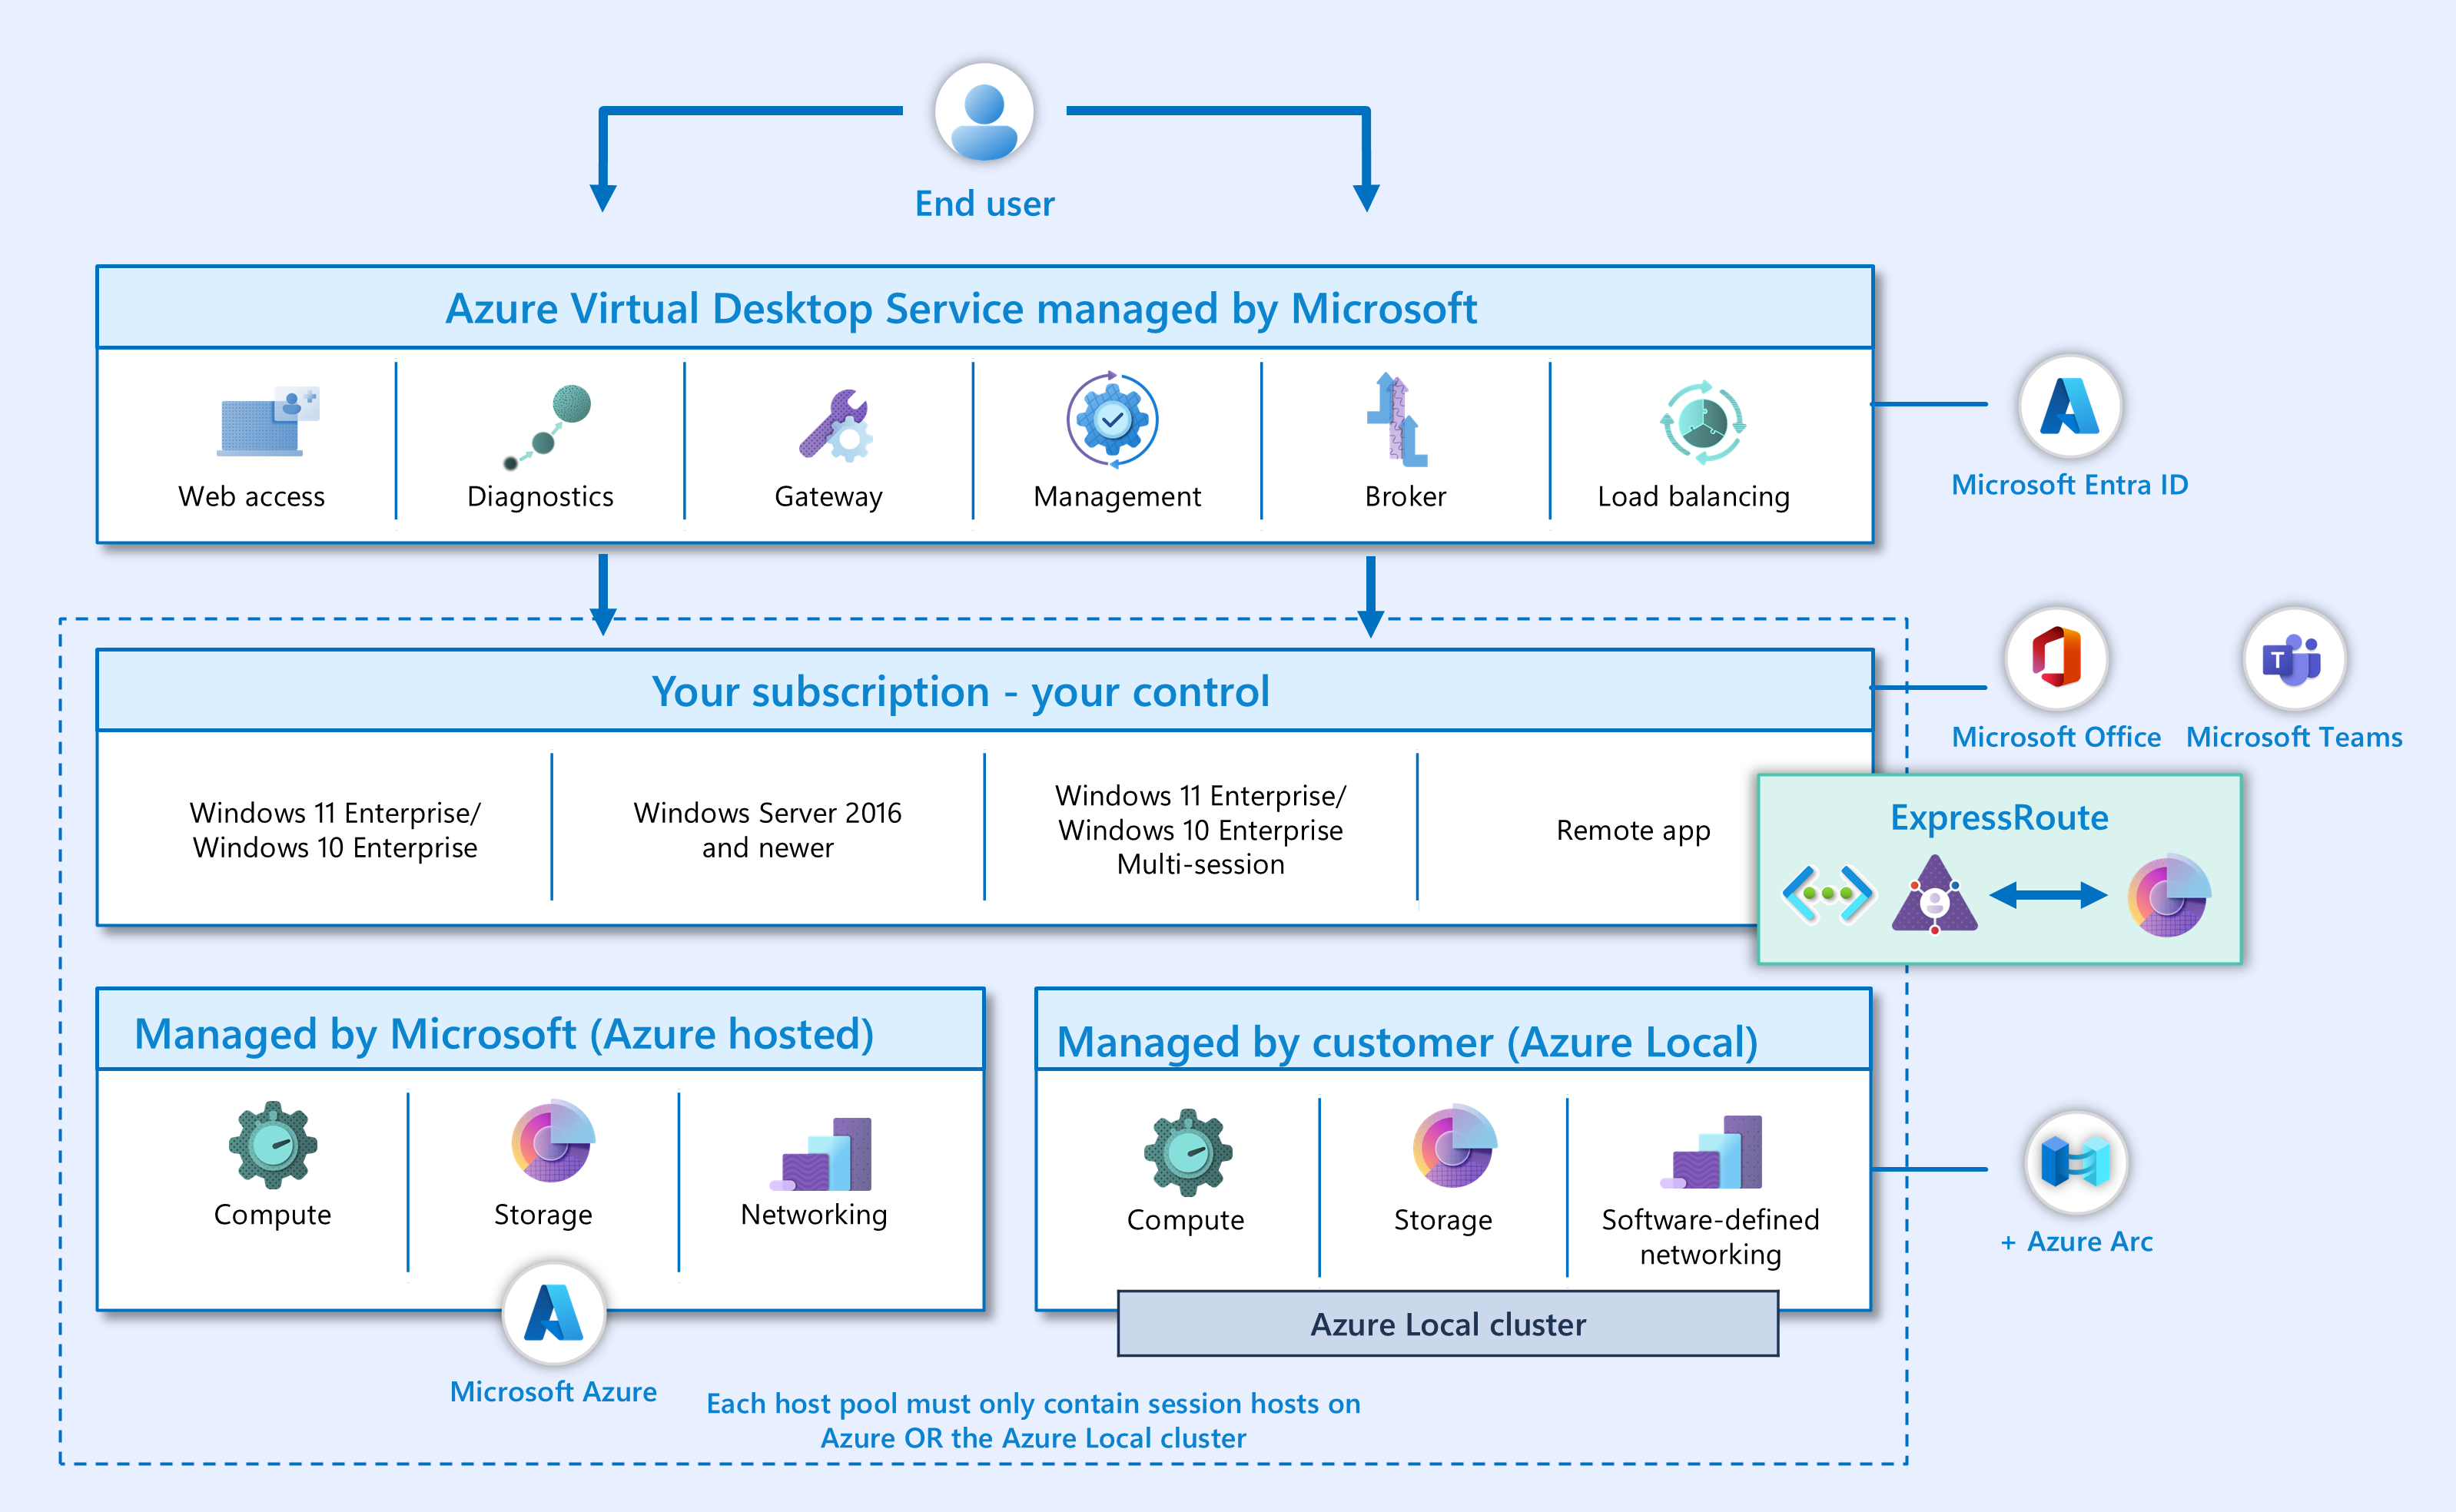 End user
Azure Virtual Desktop Service managed by Microsoft
Web access
Diagnostics
Gateway
Management
Broker
Load balancing
Microsoft Entra ID
Your subscription - your control
Microsoft Office
Microsoft Teams
Windows 11 Enterprise/
Windows 10 Enterprise
Windows Server 2016
and newer
Windows 11 Enterprise/
Windows 10 Enterprise
Multi-session
Remote app
ExpressRoute
Managed by Microsoft (Azure hosted)
Compute
Storage
Networking
Microsoft Azure
Managed by customer (Azure Local)
Compute
Storage
Software-defined
networking
Azure Local cluster
+ Azure Arc
Each host pool must only contain session hosts on
Azure OR the Azure Local cluster